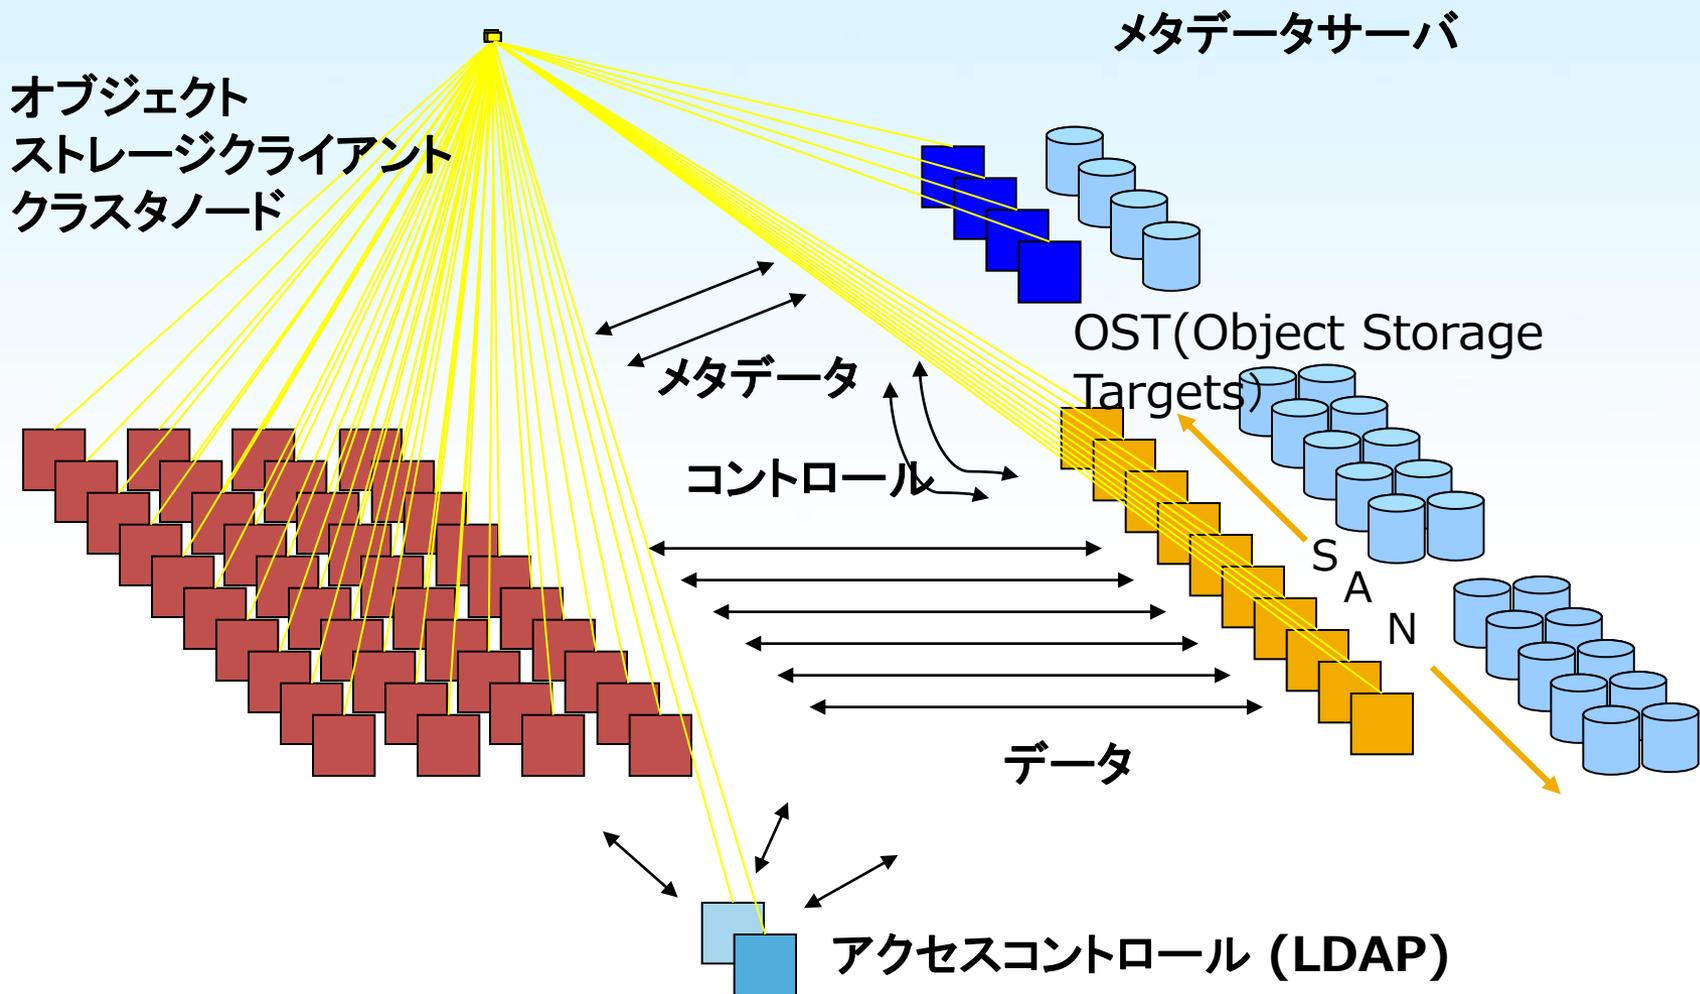 メタデータサーバ
オブジェクト
ストレージクライアント
クラスタノード
OST(Object Storage
Targets)
メタデータ
コントロール
S
A
N
データ
アクセスコントロール (LDAP)